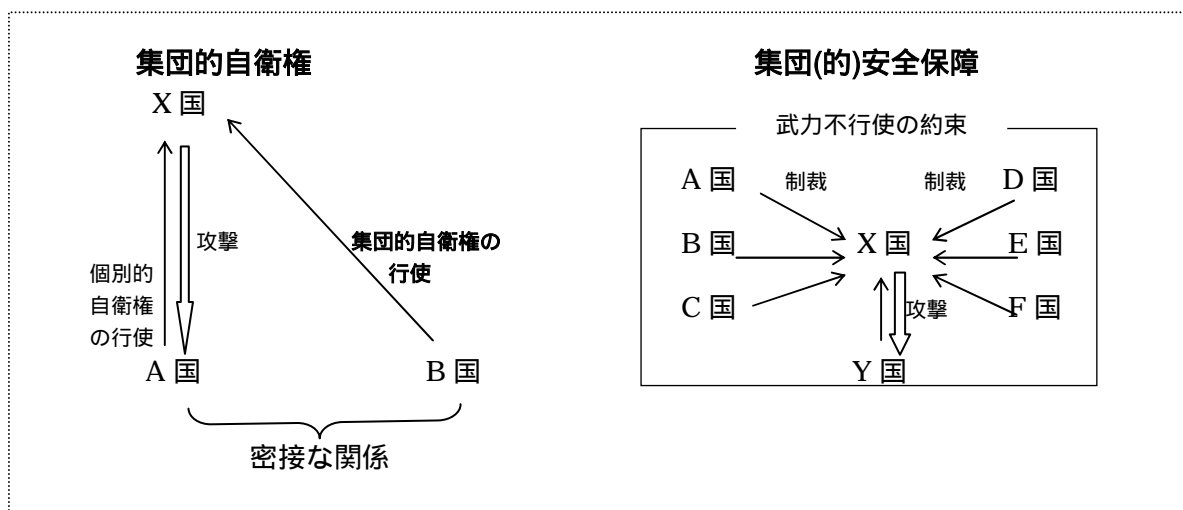 集団的自衛権
X 国
攻撃
個別的
自衛権
の行使
集団的自衛権の
行使
A 国
B 国
密接な関係
集団(的)安全保障
武力不行使の約束
A 国
制裁
制裁
D 国
B 国
X 国
E 国
C 国
攻撃
F 国
Y 国